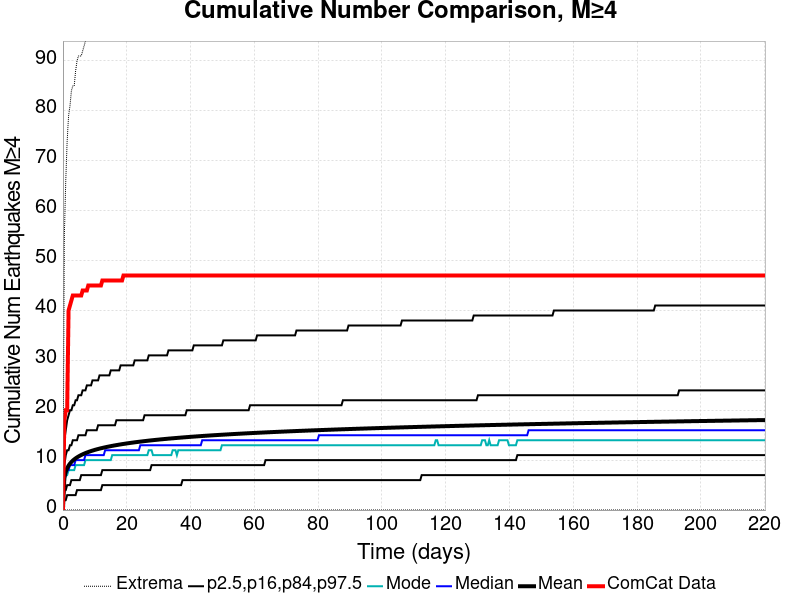 Cumulative Number Comparison, M≥4
Cumulative Num Earthquakes M≥4
90
80
70
60
50
40
30
20
10
0
0 20 40 60 80 100 120 140 160 180 200 220
Time (days)
Extrema p2.5,p16,p84,p97.5 Mode Median Mean ComCat Data